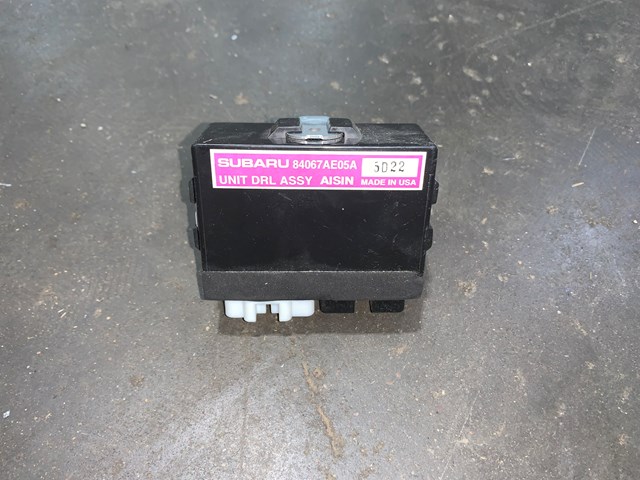 SUBARU 84067AE05A 5D22
UNIT DRL ASSY AISIN MADE IN USA